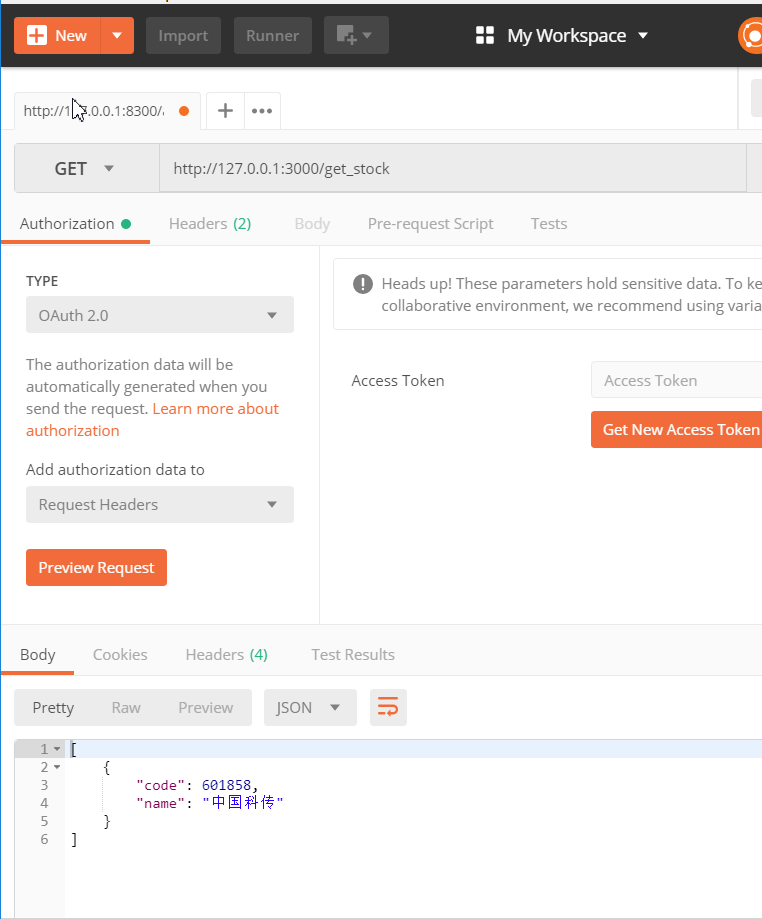 New
Import
Runner
My Workspace
http://127.0.0.1:8300/
GET
http://127.0.0.1:3000/get_stock
Authorization
Headers (2)
Body
Pre-request Script
Tests
TYPE
OAuth 2.0
The authorization data will be
automatically generated when you
send the request. Learn more about
authorization
Add authorization data to
Request Headers
Preview Request
Heads up! These parameters hold sensitive data. To ke
collaborative environment, we recommend using varia
Access Token
Access Token
Get New Access Token
Body
Cookies
Headers (4)
Test Results
Pretty
Raw
Preview
JSON
1 [
2 {
3 "code": 601858,
4 "name": "中国科传"
5 }
6 ]